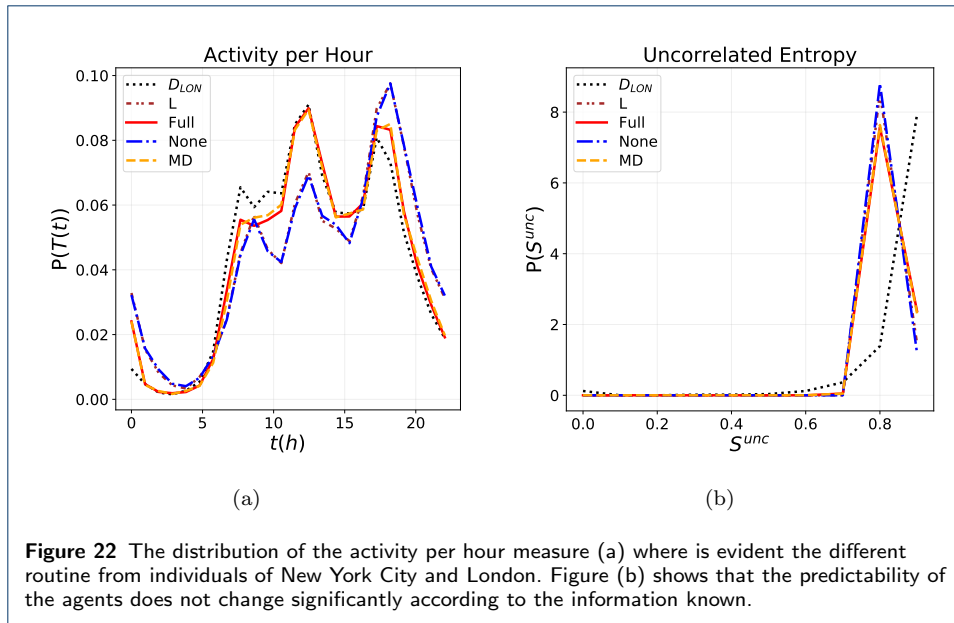 Activity per Hour
P(T(t))
0.10
0.08
0.06
0.04
0.02
0.00
D_LON
L
Full
None
MD
0
5
10
15
20
t(h)
(a)
Uncorrelated Entropy
P(S^unc)
8
6
4
2
0
D_LON
L
Full
None
MD
0.0
0.2
0.4
0.6
0.8
S^unc
(b)
Figure 22 The distribution of the activity per hour measure (a) where is evident the different
routine from individuals of New York City and London. Figure (b) shows that the predictability of
the agents does not change significantly according to the information known.